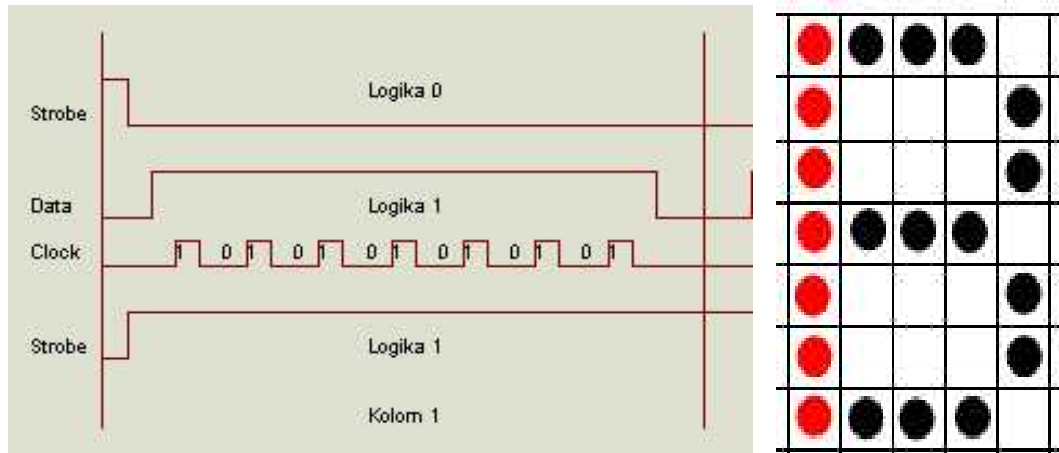 Logika 0
Strobe
Data
Logika 1
Clock
1 0 1 0 1 0 1 0 1 0 1 0 1
Strobe
Logika 1
Kolom 1